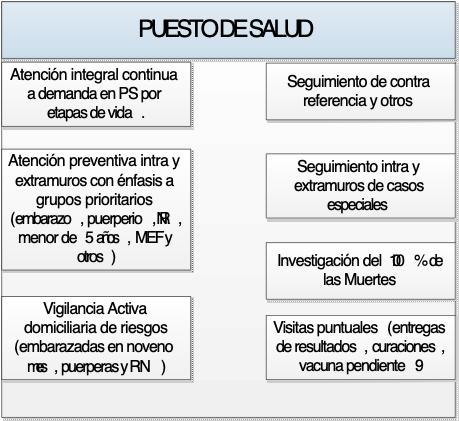 PUESTO DE SALUD
Atención integral continua
a demanda en PS por
etapas de vida .
Atención preventiva intra y
extramuros con énfasis a
grupos prioritarios
(embarazo , puerperio , RN ,
menor de 5 años , MEF y
otros )
Vigilancia Activa
domiciliaria de riesgos
(embarazadas en noveno
mes , puerperas y RN )
Seguimiento de contra
referencia y otros
Seguimiento intra y
extramuros de casos
especiales
Investigación del 100 % de
las Muertes
Visitas puntuales (entregas
de resultados , curaciones ,
vacuna pendiente 9